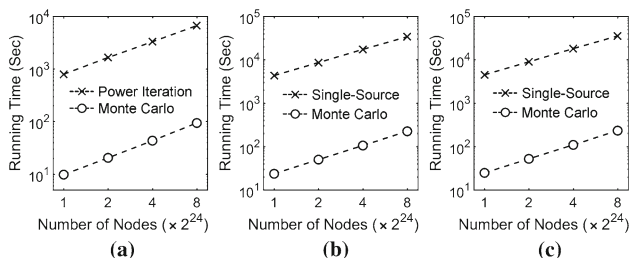 Running Time (Sec)
10^4
10^3
10^2
10^1
Power Iteration
Monte Carlo
1 2 4 8
Number of Nodes (× 2^24)
(a)
Running Time (Sec)
10^5
10^4
10^3
10^2
10^1
Single-Source
Monte Carlo
1 2 4 8
Number of Nodes (× 2^24)
(b)
Running Time (Sec)
10^5
10^4
10^3
10^2
10^1
Single-Source
Monte Carlo
1 2 4 8
Number of Nodes (× 2^24)
(c)